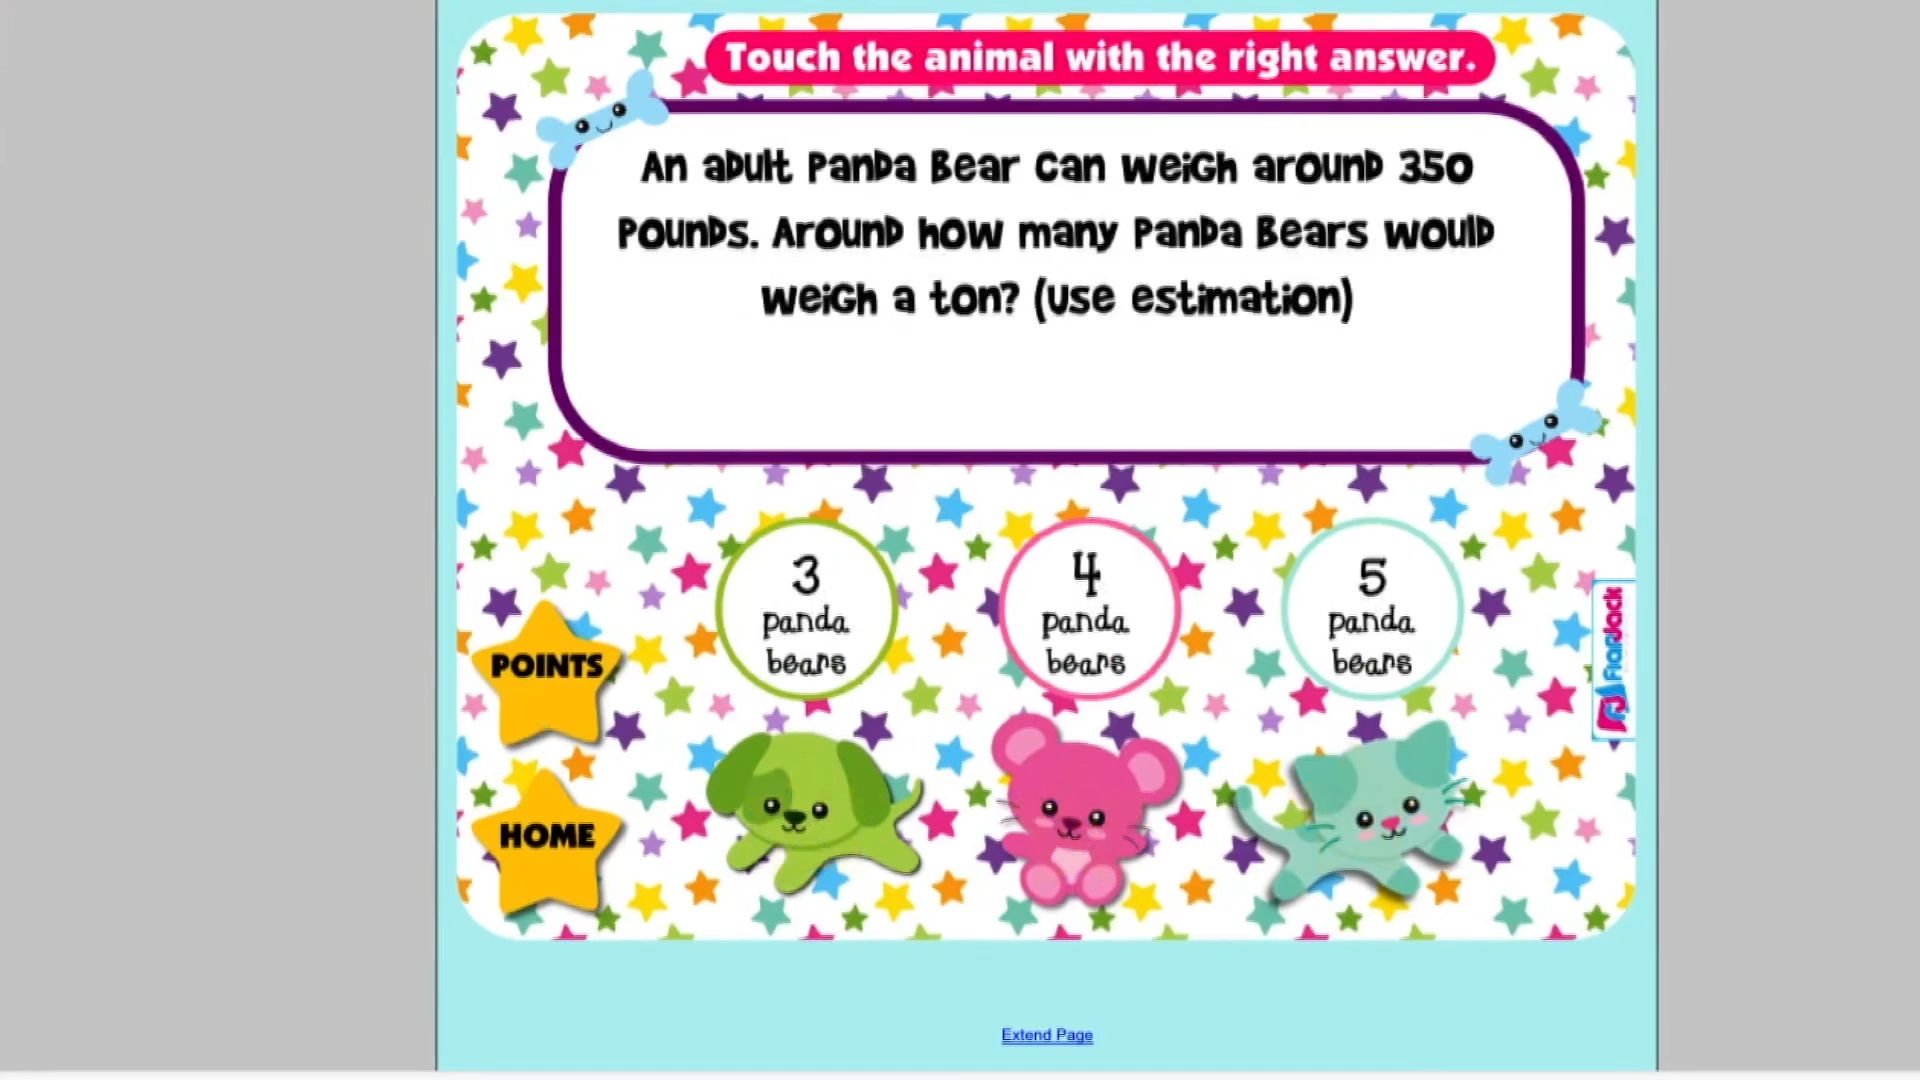 Touch the animal with the right answer.
An adult Panda Bear can weigh around 350
pounds. Around how many Panda Bears would
weigh a ton? (use estimation)
3
panda
bears
4
panda
bears
5
panda
bears
POINTS
HOME
FlapJack
Extend Page